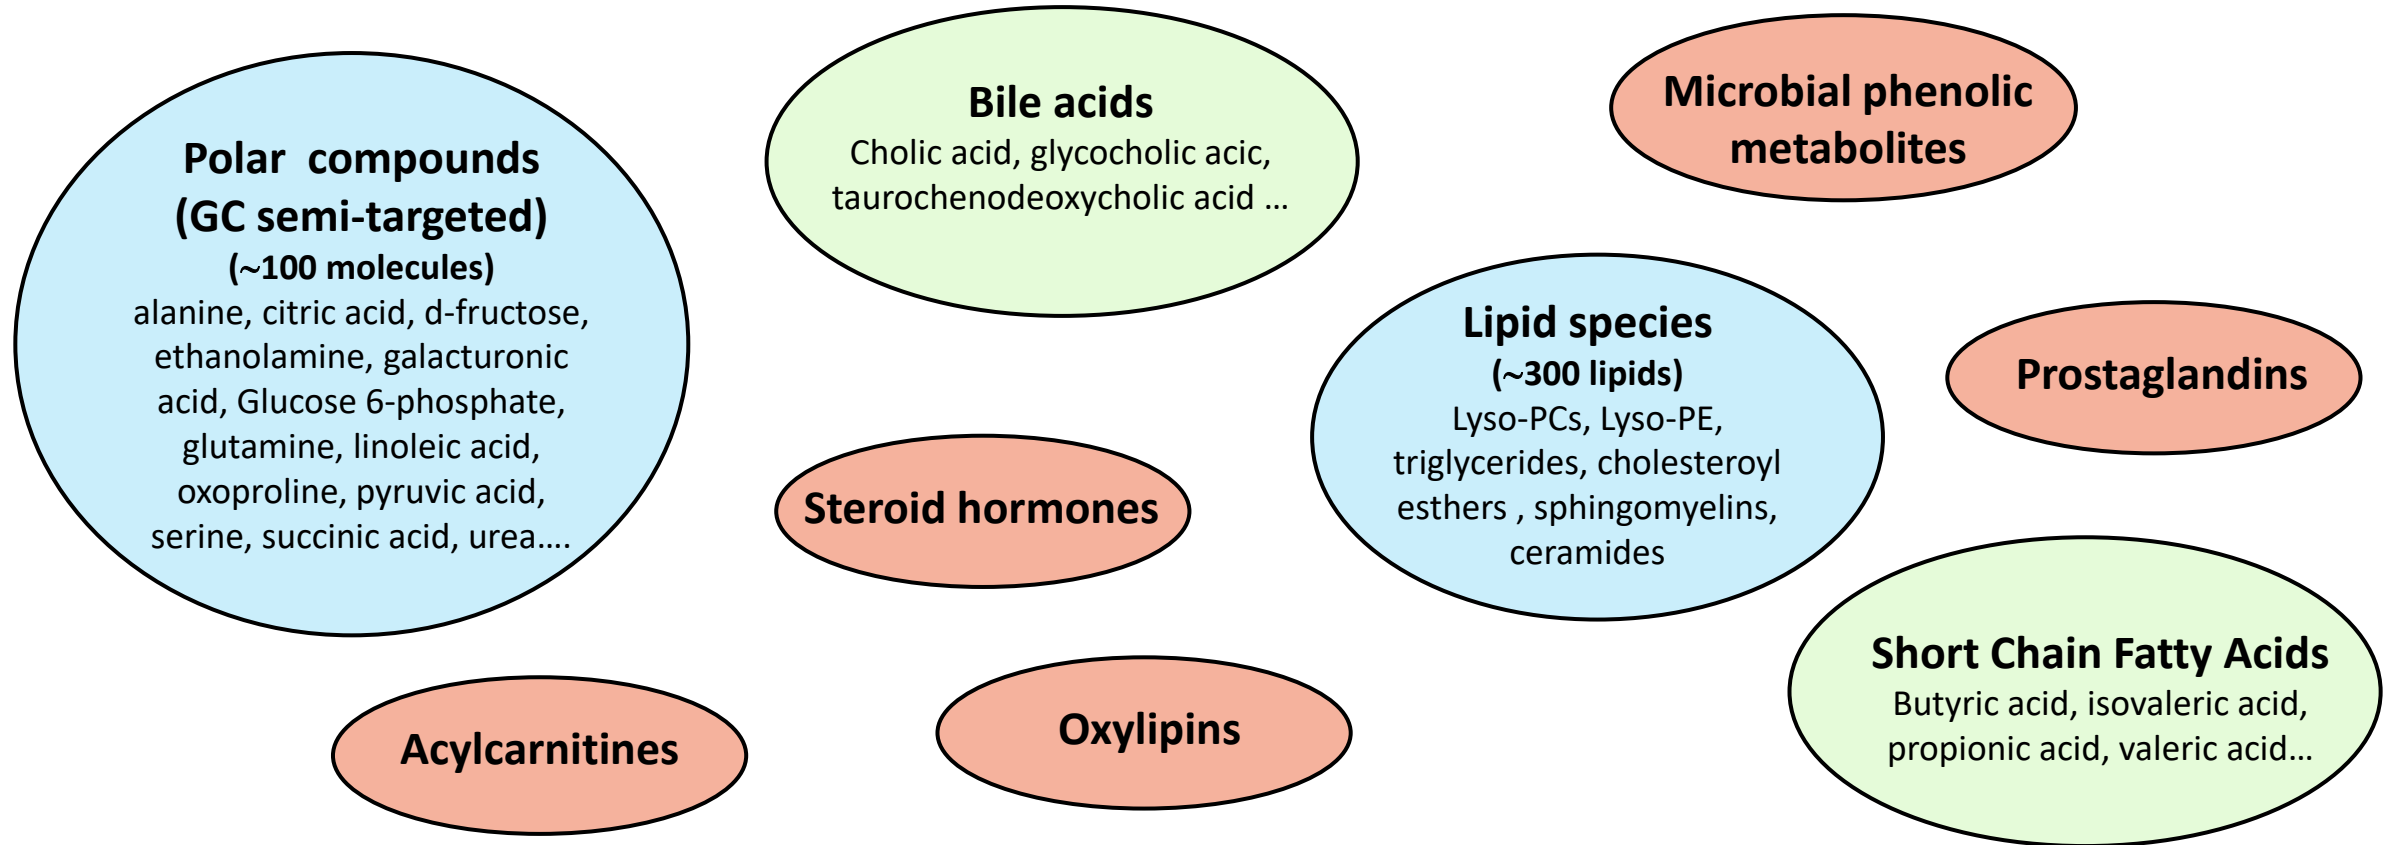 Polar  compounds
(GC semi-targeted)
(~100 molecules)
alanine, citric acid, d-fructose,
ethanolamine, galacturonic
acid, Glucose 6-phosphate,
glutamine, linoleic acid,
oxoproline, pyruvic acid,
serine, succinic acid, urea….
Bile acids
Cholic acid, glycocholic acic,
taurochenodeoxycholic acid …
Microbial phenolic
metabolites
Lipid species
(~300 lipids)
Lyso-PCs, Lyso-PE,
triglycerides, cholesteroyl
esthers , sphingomyelins,
ceramides
Prostaglandins
Steroid hormones
Short Chain Fatty Acids
Butyric acid, isovaleric acid,
propionic acid, valeric acid…
Acylcarnitines
Oxylipins